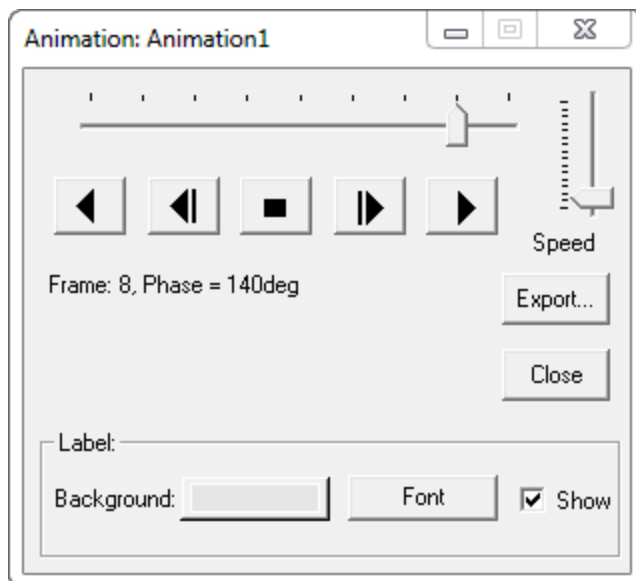 Animation: Animation1
Speed
Frame: 8, Phase = 140deg
Export...
Close
Label:
Background:
Font
Show